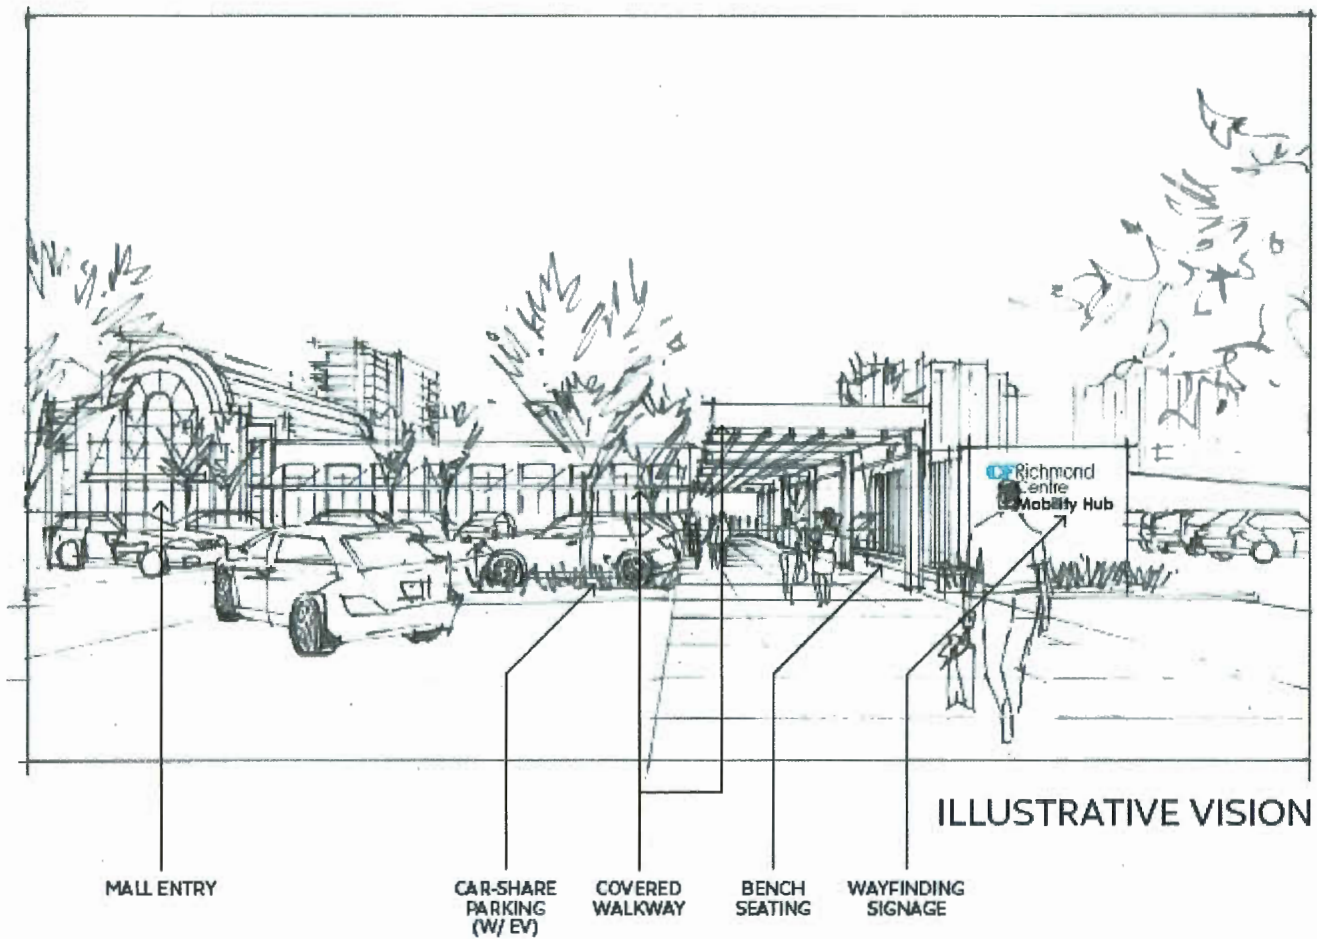 CF Richmond
Centre
Mobility Hub
ILLUSTRATIVE VISION
MALL ENTRY
CAR-SHARE
PARKING
(W/ EV)
COVERED
WALKWAY
BENCH
SEATING
WAYFINDING
SIGNAGE